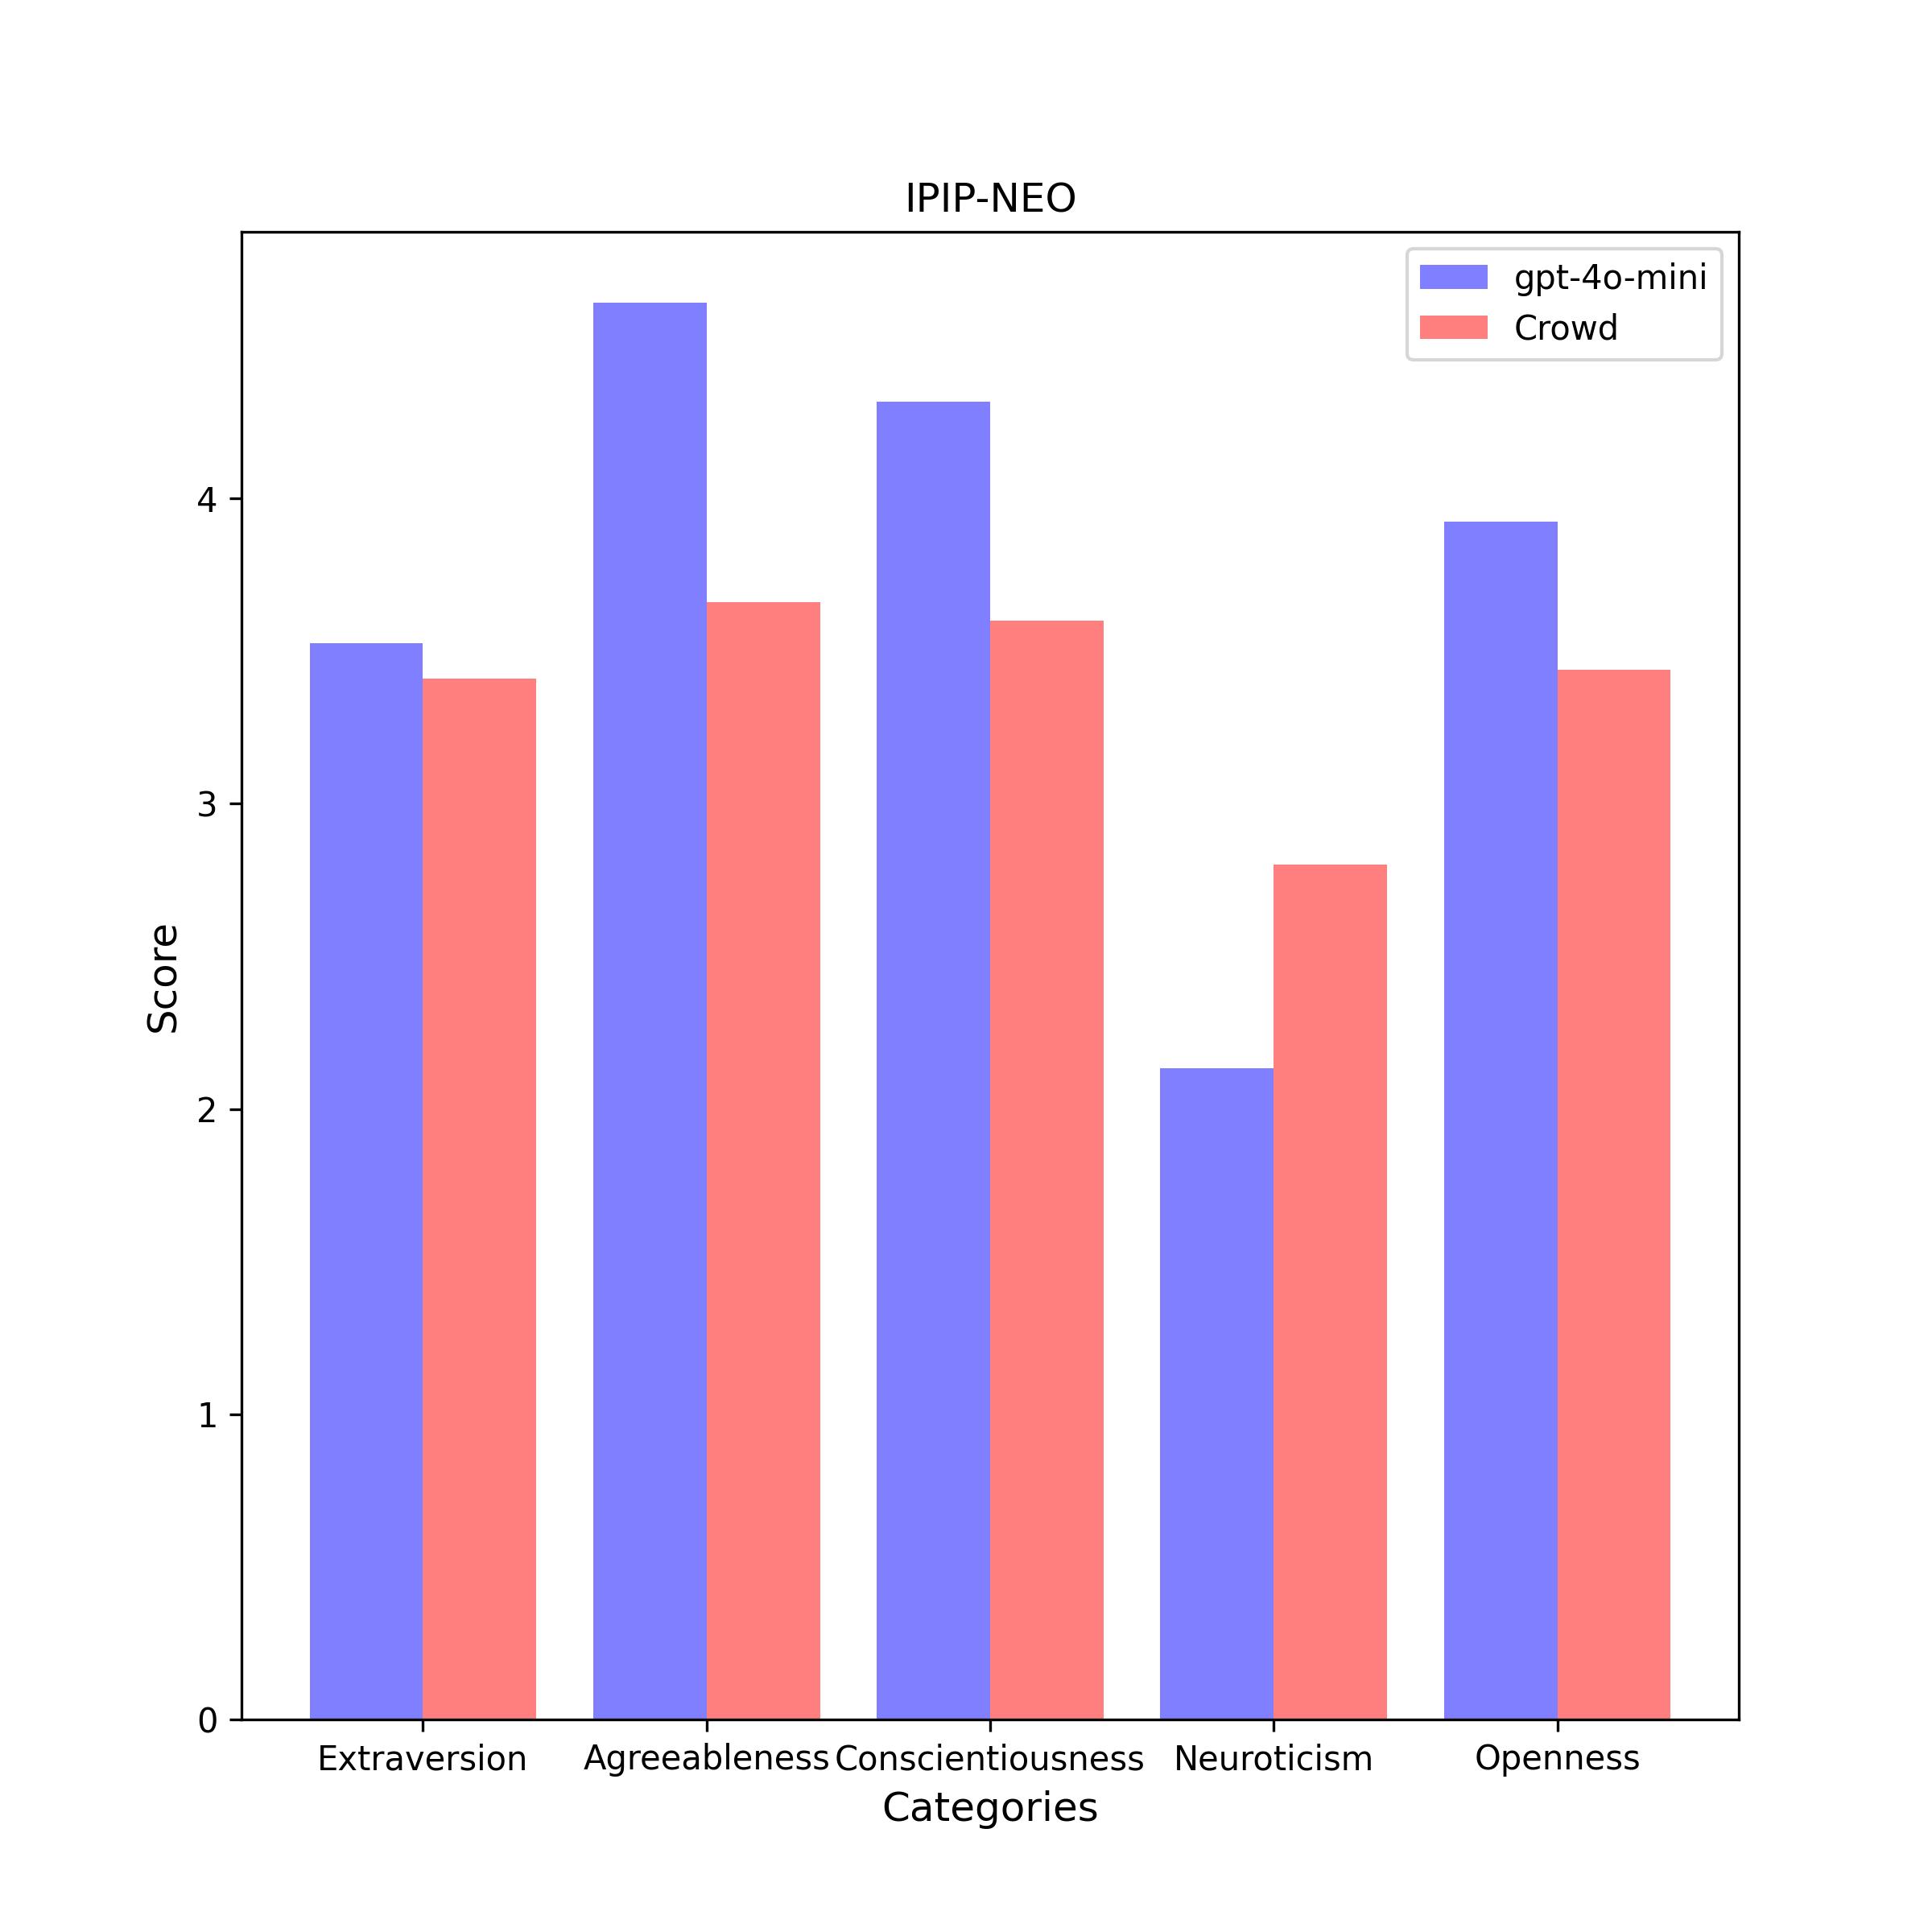 IPIP-NEO
gpt-4o-mini
Crowd
4
3
2
1
0
Score
Extraversion Agreeableness Conscientiousness Neuroticism Openness
Categories